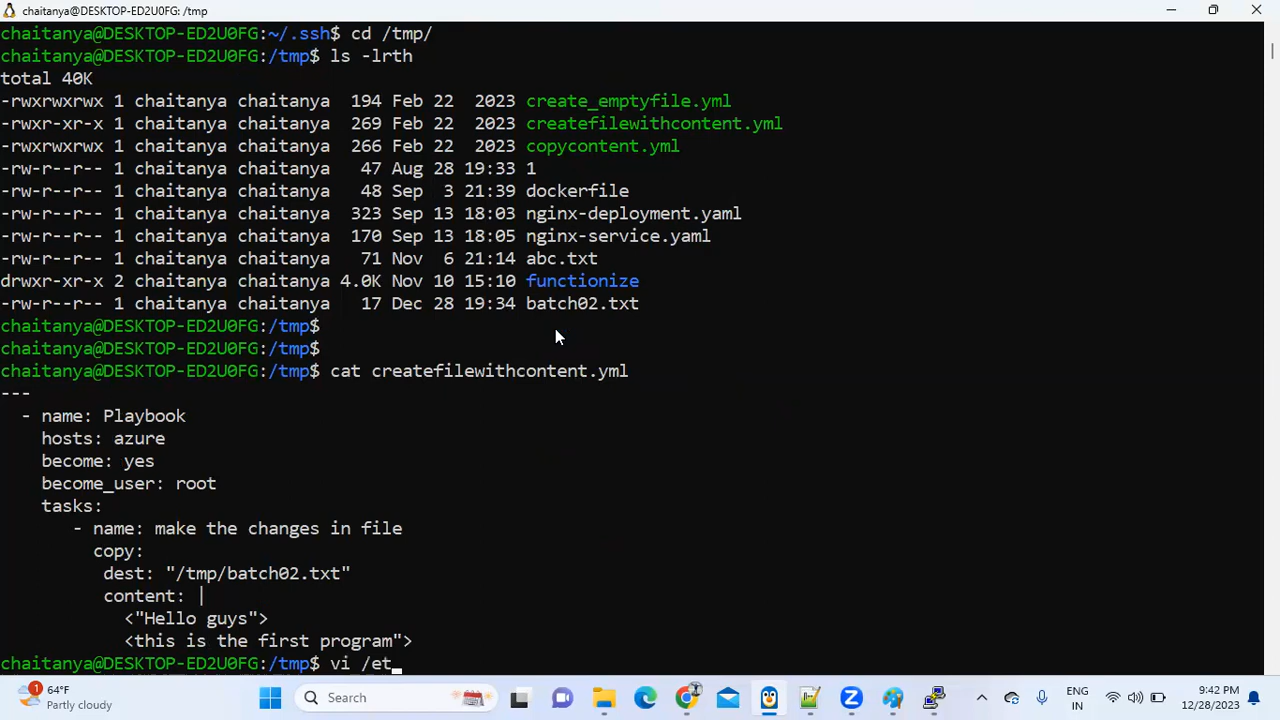 chaitanya@DESKTOP-ED2U0FG: /tmp
chaitanya@DESKTOP-ED2U0FG:~/.ssh$ cd /tmp/
chaitanya@DESKTOP-ED2U0FG:/tmp$ ls -lrth
total 40K
-rwxrwxrwx 1 chaitanya chaitanya  194 Feb 22  2023 create_emptyfile.yml
-rwxr-xr-x 1 chaitanya chaitanya  269 Feb 22  2023 createfilewithcontent.yml
-rwxrwxrwx 1 chaitanya chaitanya  266 Feb 22  2023 copycontent.yml
-rw-r--r-- 1 chaitanya chaitanya   47 Aug 28 19:33 1
-rw-r--r-- 1 chaitanya chaitanya   48 Sep  3 21:39 dockerfile
-rw-r--r-- 1 chaitanya chaitanya  323 Sep 13 18:03 nginx-deployment.yaml
-rw-r--r-- 1 chaitanya chaitanya  170 Sep 13 18:05 nginx-service.yaml
-rw-r--r-- 1 chaitanya chaitanya   71 Nov  6 21:14 abc.txt
drwxr-xr-x 2 chaitanya chaitanya 4.0K Nov 10 15:10 functionize
-rw-r--r-- 1 chaitanya chaitanya   17 Dec 28 19:34 batch02.txt
chaitanya@DESKTOP-ED2U0FG:/tmp$
chaitanya@DESKTOP-ED2U0FG:/tmp$
chaitanya@DESKTOP-ED2U0FG:/tmp$ cat createfilewithcontent.yml
---
  - name: Playbook
    hosts: azure
    become: yes
    become_user: root
    tasks:
       - name: make the changes in file
         copy:
          dest: "/tmp/batch02.txt"
          content: |
            <"Hello guys">
            <this is the first program">
chaitanya@DESKTOP-ED2U0FG:/tmp$ vi /et_
1
64°F
Partly cloudy
Search
ENG
IN
9:42 PM
12/28/2023